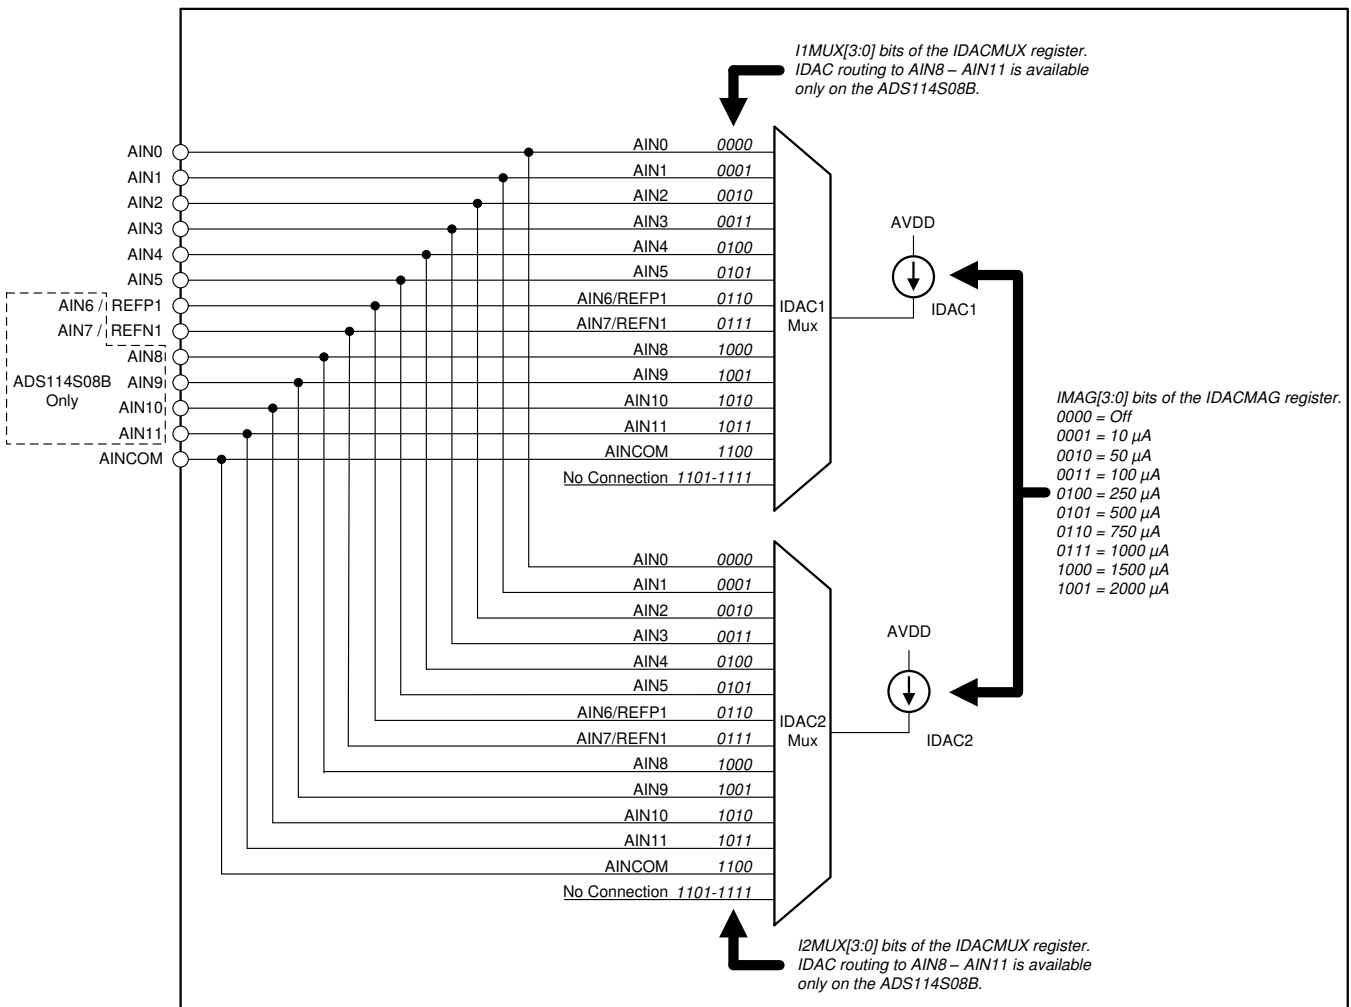 I1MUX[3:0] bits of the IDACMUX register.
IDAC routing to AIN8 – AIN11 is available
only on the ADS114S08B.
AIN0
AIN1
AIN2
AIN3
AIN4
AIN5
AIN6 / REFP1
AIN7 / REFN1
AIN8
AIN9
AIN10
AIN11
AINCOM
ADS114S08B
Only
AIN0 0000
AIN1 0001
AIN2 0010
AIN3 0011
AIN4 0100
AIN5 0101
AIN6/REFP1 0110
AIN7/REFN1 0111
AIN8 1000
AIN9 1001
AIN10 1010
AIN11 1011
AINCOM 1100
No Connection 1101-1111
IDAC1
Mux
AVDD
IDAC1
IMAG[3:0] bits of the IDACMAG register.
0000 = Off
0001 = 10 µA
0010 = 50 µA
0011 = 100 µA
0100 = 250 µA
0101 = 500 µA
0110 = 750 µA
0111 = 1000 µA
1000 = 1500 µA
1001 = 2000 µA
AIN0 0000
AIN1 0001
AIN2 0010
AIN3 0011
AIN4 0100
AIN5 0101
AIN6/REFP1 0110
AIN7/REFN1 0111
AIN8 1000
AIN9 1001
AIN10 1010
AIN11 1011
AINCOM 1100
No Connection 1101-1111
IDAC2
Mux
AVDD
IDAC2
I2MUX[3:0] bits of the IDACMUX register.
IDAC routing to AIN8 – AIN11 is available
only on the ADS114S08B.